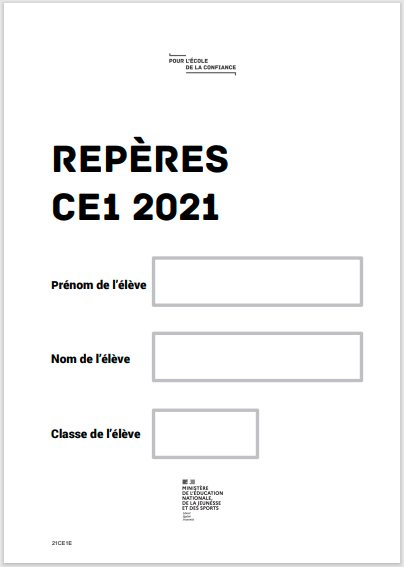 POUR L'ÉCOLE
DE LA CONFIANCE
REPÈRES
CE1 2021
Prénom de l'élève
Nom de l'élève
Classe de l'élève
MINISTÈRE
DE L'ÉDUCATION
NATIONALE,
DE LA JEUNESSE
ET DES SPORTS
Liberté
Égalité
Fraternité
21CE1E